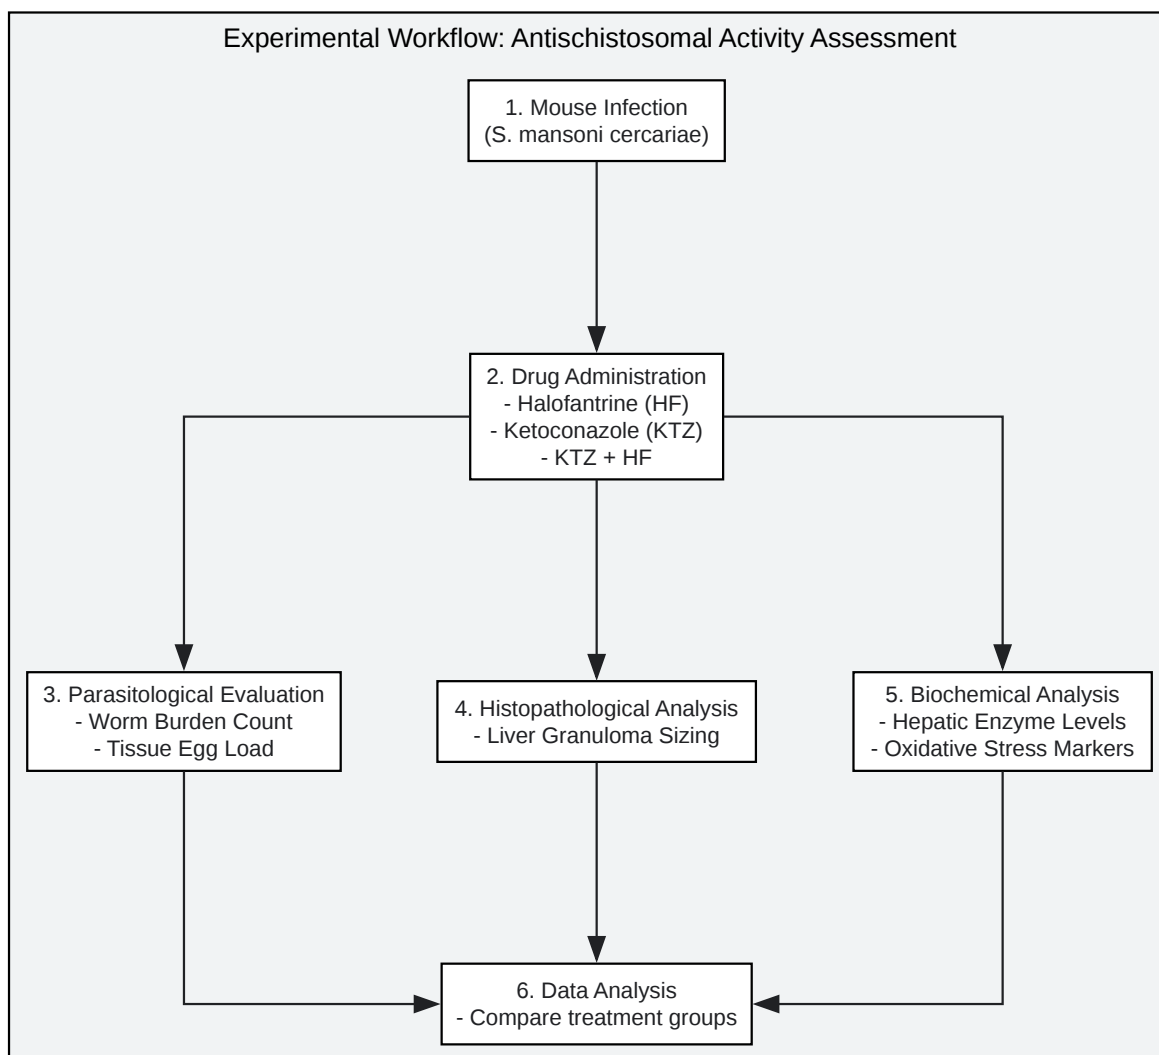 Experimental Workflow: Antischistosomal Activity Assessment
1. Mouse Infection
(S. mansoni cercariae)
2. Drug Administration
- Halofantrine (HF)
- Ketoconazole (KTZ)
- KTZ + HF
3. Parasitological Evaluation
- Worm Burden Count
- Tissue Egg Load
4. Histopathological Analysis
- Liver Granuloma Sizing
5. Biochemical Analysis
- Hepatic Enzyme Levels
- Oxidative Stress Markers
6. Data Analysis
- Compare treatment groups